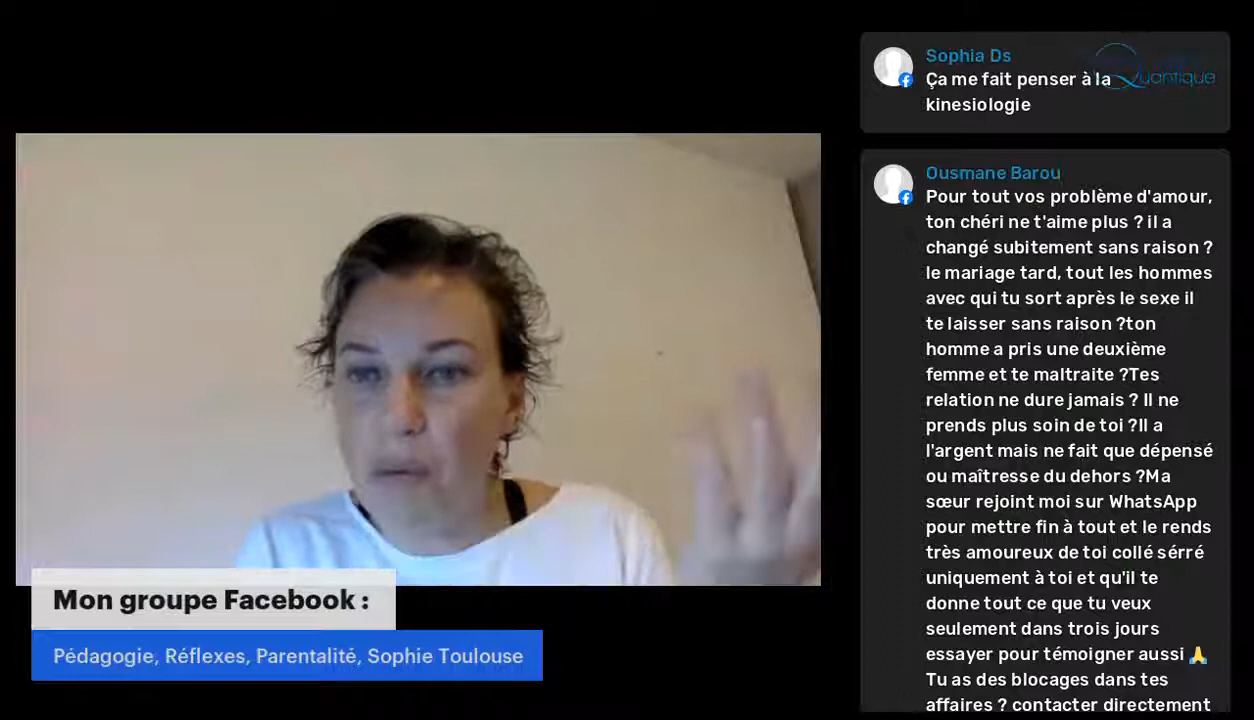 Sophia Ds
Ça me fait penser à la
kinesiologie
Quantique
Ousmane Barou
Pour tout vos problème d'amour,
ton chéri ne t'aime plus ? il a
changé subitement sans raison ?
le mariage tard, tout les hommes
avec qui tu sort après le sexe il
te laisser sans raison ?ton
homme a pris une deuxième
femme et te maltraite ?Tes
relation ne dure jamais ? Il ne
prends plus soin de toi ?Il a
l'argent mais ne fait que dépensé
ou maîtresse du dehors ?Ma
sœur rejoint moi sur WhatsApp
pour mettre fin à tout et le rends
très amoureux de toi collé sérré
uniquement à toi et qu'il te
donne tout ce que tu veux
seulement dans trois jours
essayer pour témoigner aussi 🙏
Tu as des blocages dans tes
affaires ? contacter directement
Mon groupe Facebook :
Pédagogie, Réflexes, Parentalité, Sophie Toulouse